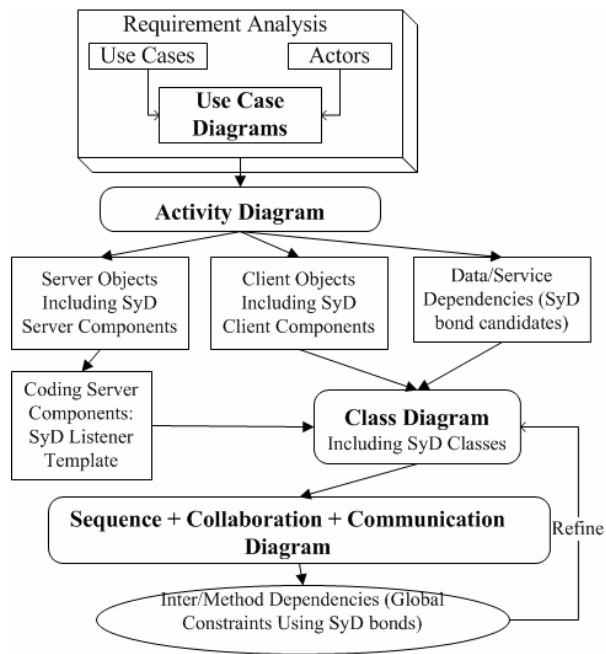 Requirement Analysis
Use Cases
Actors
Use Case
Diagrams
Activity Diagram
Server Objects
Including SyD
Server Components
Client Objects
Including SyD
Client Components
Data/Service
Dependencies (SyD
bond candidates)
Coding Server
Components:
SyD Listener
Template
Class Diagram
Including SyD Classes
Sequence + Collaboration + Communication
Diagram
Refine
Inter/Method Dependencies (Global
Constraints Using SyD bonds)